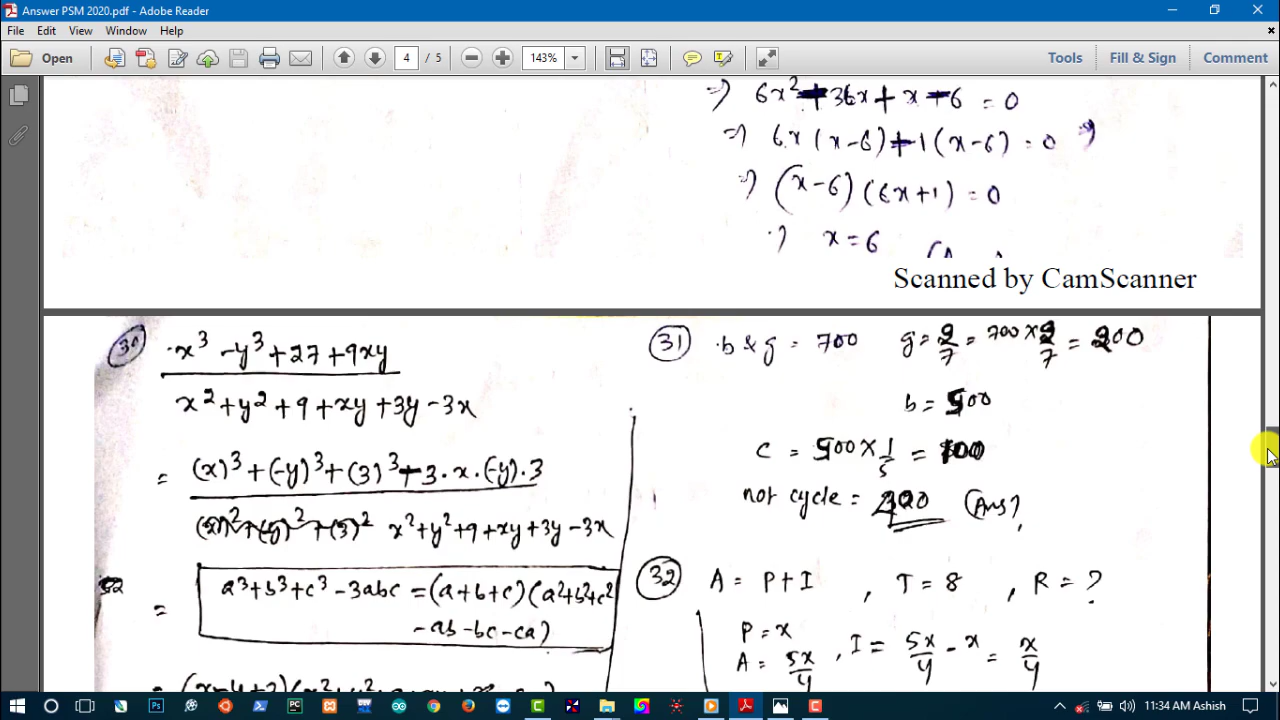 Answer PSM 2020.pdf - Adobe Reader
File Edit View Window Help
Open 4 / 5 143% Tools Fill & Sign Comment
⇒ 6x² - 36x + x - 6 = 0
⇒ 6x (x-6) + 1 (x-6) = 0 ⇒
⇒ (x-6) (6x+1) = 0
⇒ x = 6
Scanned by CamScanner
30 x³ - y³ + 27 + 9xy
x² + y² + 9 + xy + 3y - 3x
= (x)³ + (-y)³ + (3)³ - 3·x·(-y)·3
x² + y² + 9 + xy + 3y - 3x
= a³ + b³ + c³ - 3abc = (a+b+c) (a² + b² + c²
- ab - bc - ca)
31 b & g = 700 g = 2/7 = 700 × 2/7 = 200
b = 500
c = 500 × 1/5 = 100
not cycle = 400 (Ans)
32 A = P + I , T = 8 , R = ?
P = x
A = 5x/4 , I = 5x/4 - x = x/4
11:34 AM Ashish